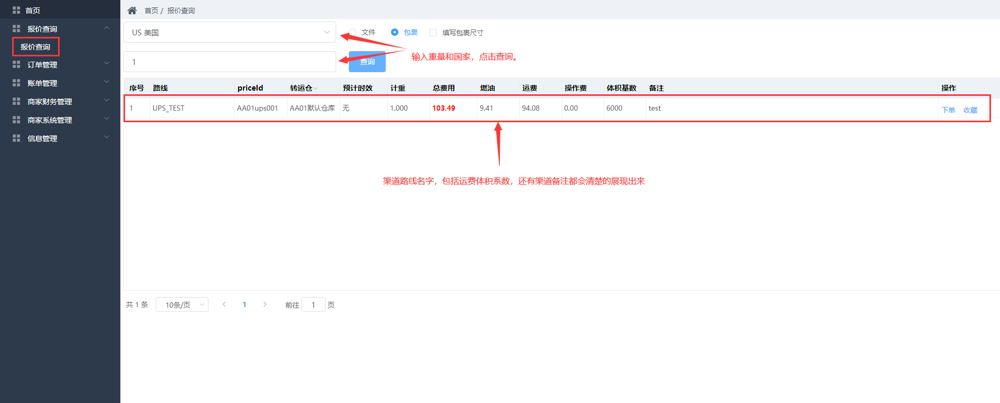 首页
报价查询
报价查询
订单管理
账单管理
商家财务管理
商家系统管理
信息管理
首页 / 报价查询
US 美国
文件 包裹 填写包裹尺寸
输入重量和国家，点击查询。
1
查询
序号 路线 priceId 转运仓 预计时效 计重 总费用 燃油 运费 操作费 体积基数 备注 操作
1 UPS_TEST AA01ups001 AA01默认仓库 无 1.000 103.49 9.41 94.08 0.00 6000 test 下单 收藏
渠道路线名字，包括运费体积系数，还有渠道备注都会清楚的展现出来
共 1 条 10条/页 1 前往 1 页